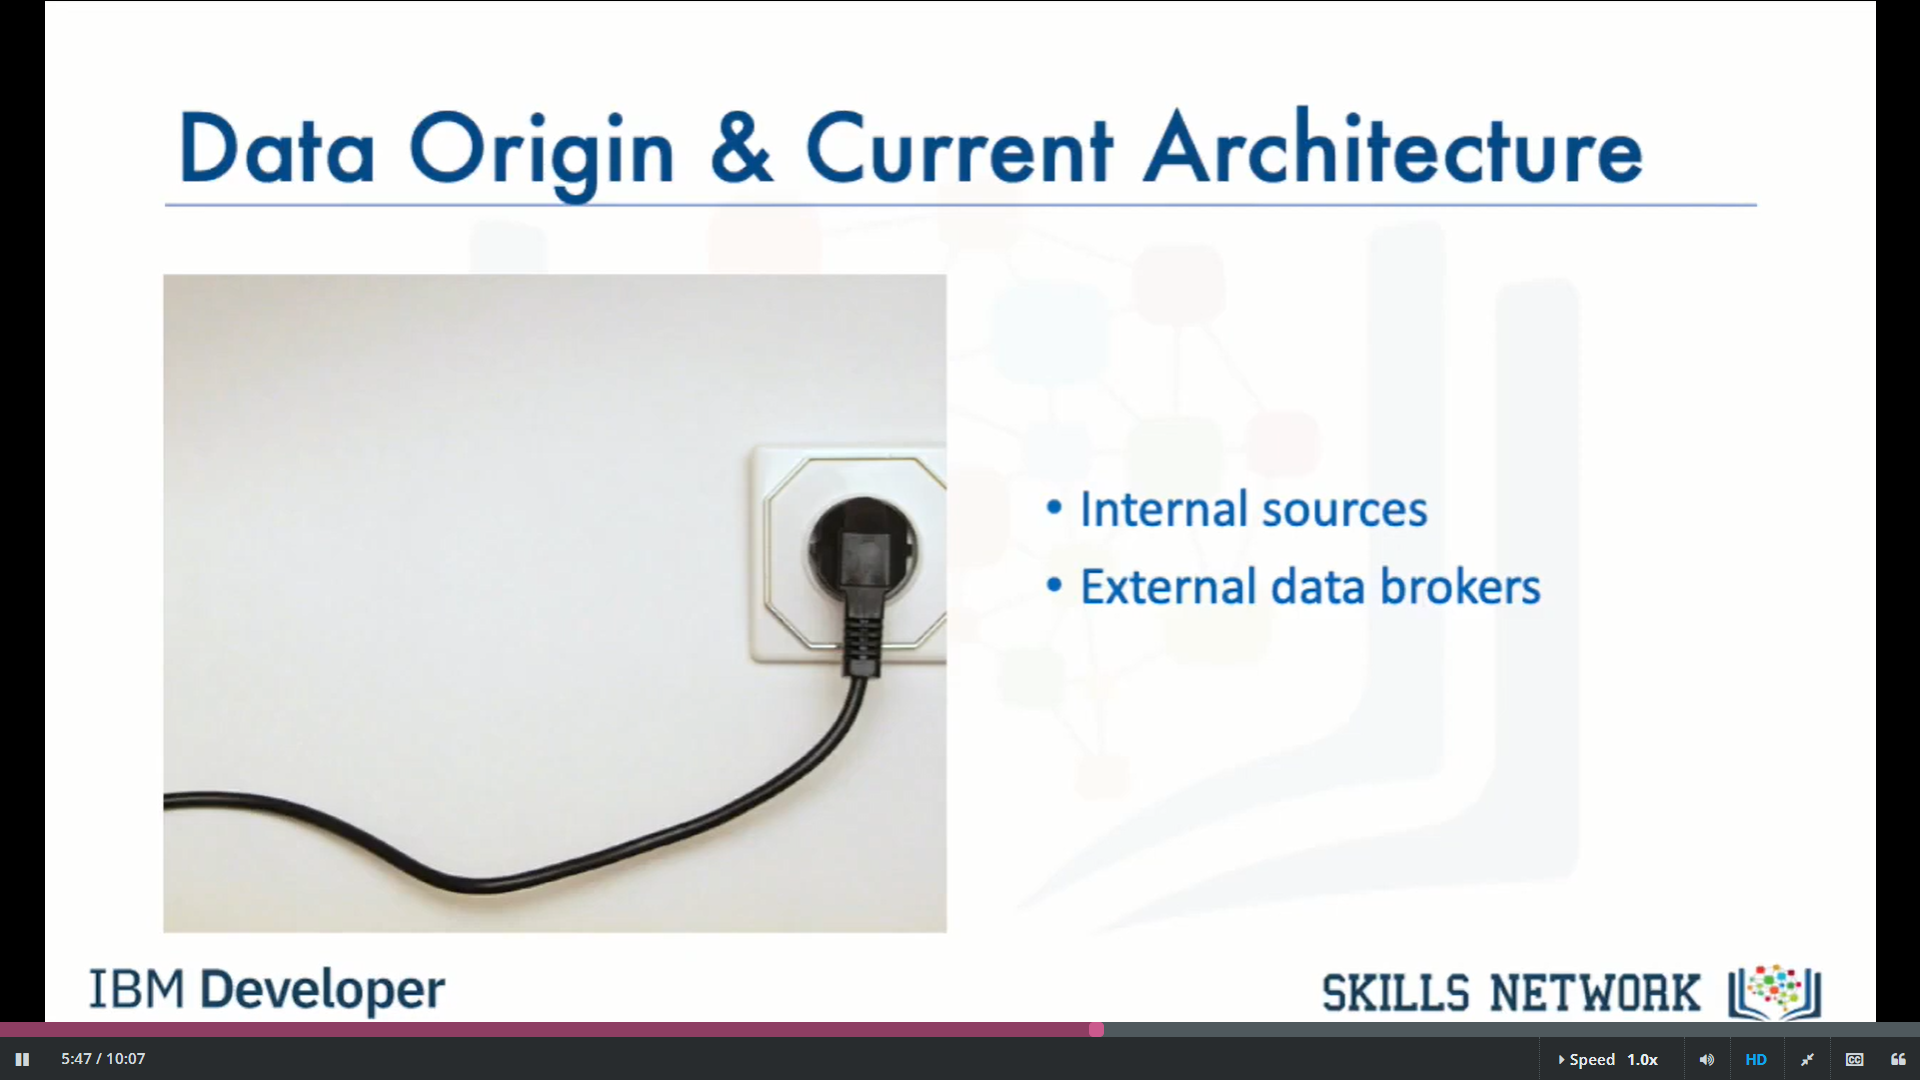 Data Origin & Current Architecture
• Internal sources
• External data brokers
IBM Developer
SKILLS NETWORK
5:47 / 10:07
Speed 1.0x
HD
CC